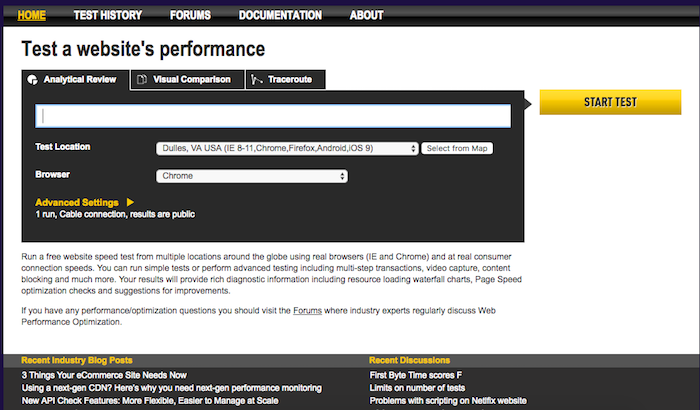 HOME TEST HISTORY FORUMS DOCUMENTATION ABOUT
Test a website's performance
Analytical Review Visual Comparison Traceroute
START TEST
Test Location Dulles, VA USA (IE 8-11,Chrome,Firefox,Android,iOS 9) Select from Map
Browser Chrome
Advanced Settings
1 run, Cable connection, results are public
Run a free website speed test from multiple locations around the globe using real browsers (IE and Chrome) and at real consumer
connection speeds. You can run simple tests or perform advanced testing including multi-step transactions, video capture, content
blocking and much more. Your results will provide rich diagnostic information including resource loading waterfall charts, Page Speed
optimization checks and suggestions for improvements.
If you have any performance/optimization questions you should visit the Forums where industry experts regularly discuss Web
Performance Optimization.
Recent Industry Blog Posts
3 Things Your eCommerce Site Needs Now
Using a next-gen CDN? Here's why you need next-gen performance monitoring
New API Check Features: More Flexible, Easier to Manage at Scale
Recent Discussions
First Byte Time scores F
Limits on number of tests
Problems with scripting on Netflix website